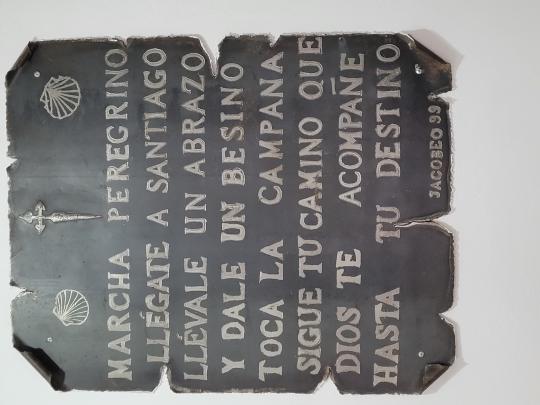 MARCHA PEREGRINO
LLÉGATE A SANTIAGO
LLÉVALE UN ABRAZO
Y DALE UN BESINO
TOCA LA CAMPANA
SIGUE TU CAMINO QUE
DIOS TE ACOMPAÑE
HASTA TU DESTINO
JACOBEO 99